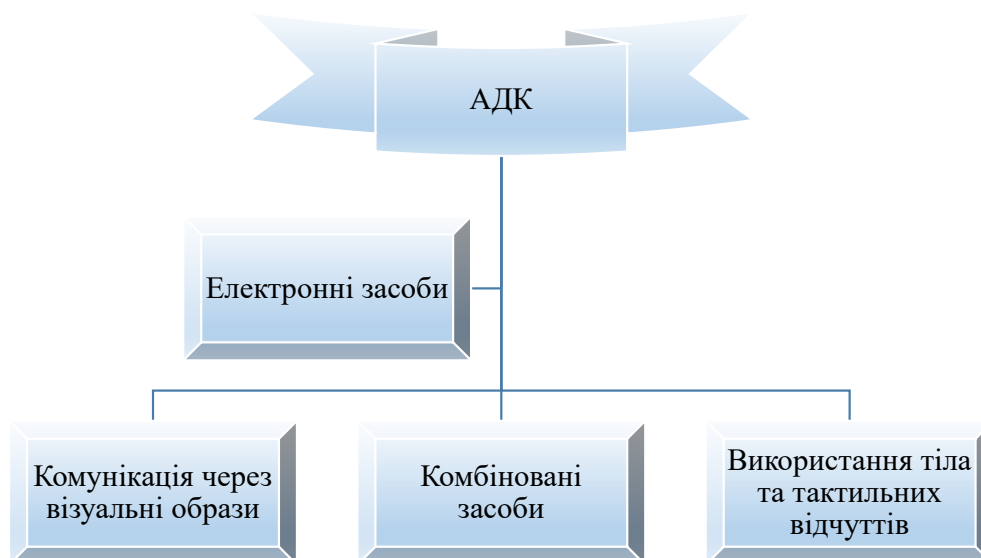 АДК
Електронні засоби
Комунікація через
візуальні образи
Комбіновані
засоби
Використання тіла
та тактильних
відчуттів